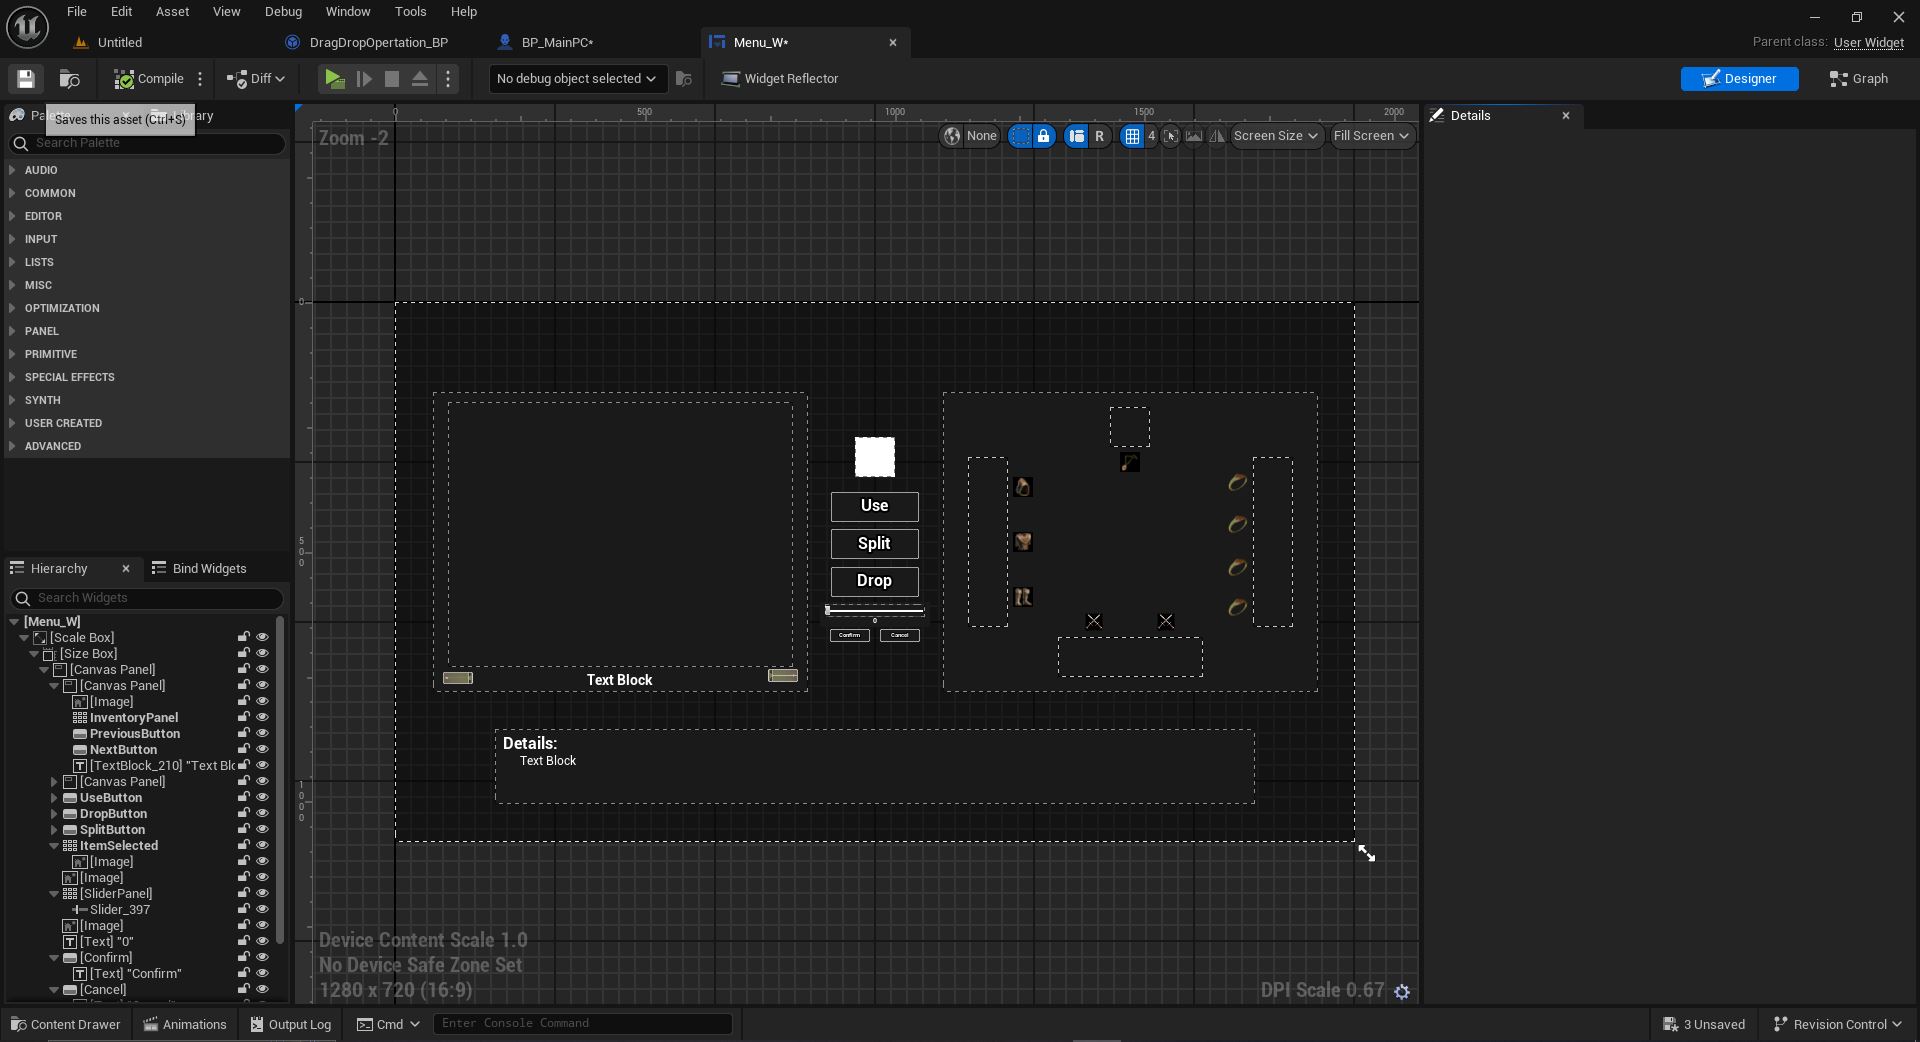 File Edit Asset View Debug Window Tools Help
Untitled DragDropOpertation_BP BP_MainPC* Menu_W*
Parent class: User Widget
Compile Diff No debug object selected Widget Reflector Designer Graph
Saves this asset (Ctrl+S)
Search Palette
AUDIO
COMMON
EDITOR
INPUT
LISTS
MISC
OPTIMIZATION
PANEL
PRIMITIVE
SPECIAL EFFECTS
SYNTH
USER CREATED
ADVANCED
Hierarchy Bind Widgets
Search Widgets
[Menu_W]
[Scale Box]
[Size Box]
[Canvas Panel]
[Canvas Panel]
[Image]
InventoryPanel
PreviousButton
NextButton
[TextBlock_210] "Text Blc
[Canvas Panel]
UseButton
DropButton
SplitButton
ItemSelected
[Image]
[Image]
[SliderPanel]
Slider_397
[Image]
[Text] "0"
[Confirm]
[Text] "Confirm"
[Cancel]
0 500 1000 1500 2000
Zoom -2
None R 4 Screen Size Fill Screen
0
500
1000
Use
Split
Drop
0
Confirm Cancel
Text Block
Details:
Text Block
Device Content Scale 1.0
No Device Safe Zone Set
1280 x 720 (16:9)
DPI Scale 0.67
Details
Content Drawer Animations Output Log Cmd Enter Console Command 3 Unsaved Revision Control